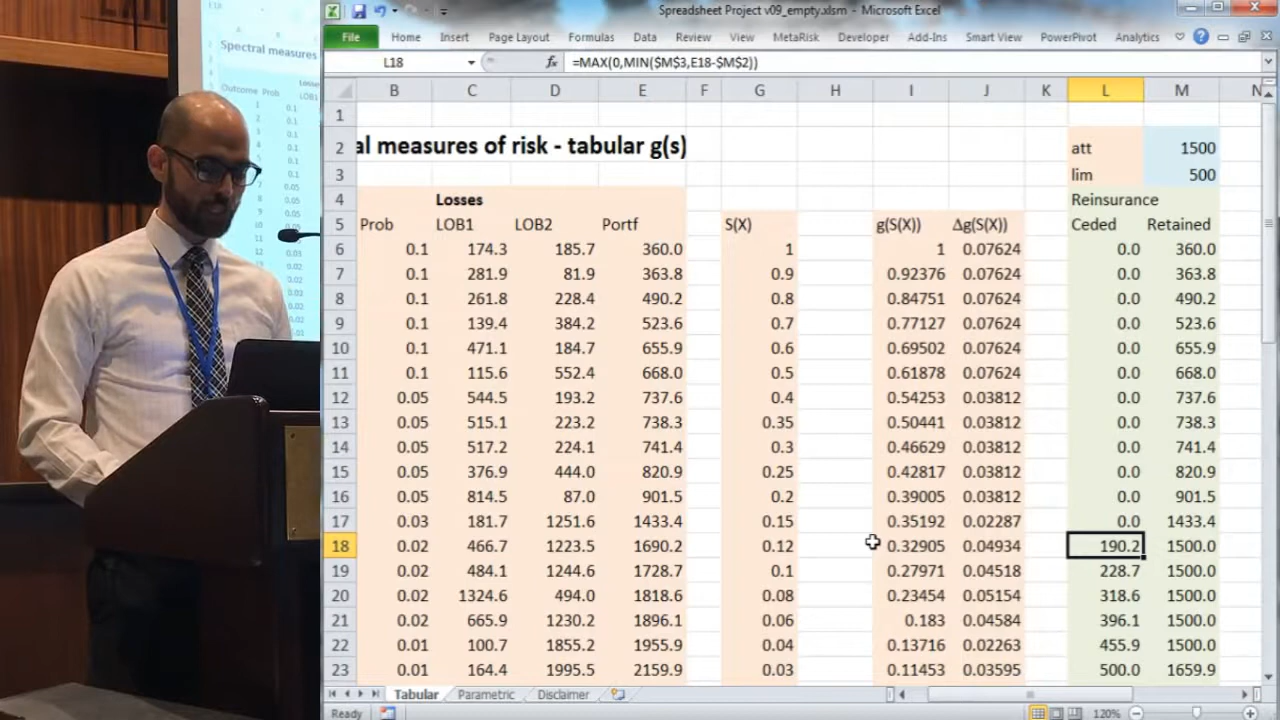 Spreadsheet Project v09_empty.xlsm - Microsoft Excel
File Home Insert Page Layout Formulas Data Review View MetaRisk Developer Add-Ins Smart View PowerPivot Analytics
L18 fx =MAX(0,MIN($M$3,E18-$M$2))
B C D E F G H I J K L M N
1
2 al measures of risk - tabular g(s) att 1500
3 lim 500
4 Losses Reinsurance
5 Prob LOB1 LOB2 Portf S(X) g(S(X)) Δg(S(X)) Ceded Retained
6 0.1 174.3 185.7 360.0 1 1 0.07624 0.0 360.0
7 0.1 281.9 81.9 363.8 0.9 0.92376 0.07624 0.0 363.8
8 0.1 261.8 228.4 490.2 0.8 0.84751 0.07624 0.0 490.2
9 0.1 139.4 384.2 523.6 0.7 0.77127 0.07624 0.0 523.6
10 0.1 471.1 184.7 655.9 0.6 0.69502 0.07624 0.0 655.9
11 0.1 115.6 552.4 668.0 0.5 0.61878 0.07624 0.0 668.0
12 0.05 544.5 193.2 737.6 0.4 0.54253 0.03812 0.0 737.6
13 0.05 515.1 223.2 738.3 0.35 0.50441 0.03812 0.0 738.3
14 0.05 517.2 224.1 741.4 0.3 0.46629 0.03812 0.0 741.4
15 0.05 376.9 444.0 820.9 0.25 0.42817 0.03812 0.0 820.9
16 0.05 814.5 87.0 901.5 0.2 0.39005 0.03812 0.0 901.5
17 0.03 181.7 1251.6 1433.4 0.15 0.35192 0.02287 0.0 1433.4
18 0.02 466.7 1223.5 1690.2 0.12 0.32905 0.04934 190.2 1500.0
19 0.02 484.1 1244.6 1728.7 0.1 0.27971 0.04518 228.7 1500.0
20 0.02 1324.6 494.0 1818.6 0.08 0.23454 0.05154 318.6 1500.0
21 0.02 665.9 1230.2 1896.1 0.06 0.183 0.04584 396.1 1500.0
22 0.01 100.7 1855.2 1955.9 0.04 0.13716 0.02263 455.9 1500.0
23 0.01 164.4 1995.5 2159.9 0.03 0.11453 0.03595 500.0 1659.9
Tabular Parametric Disclaimer
Ready 120%
Spectral measures
Losses
Outcome Prob LOB1